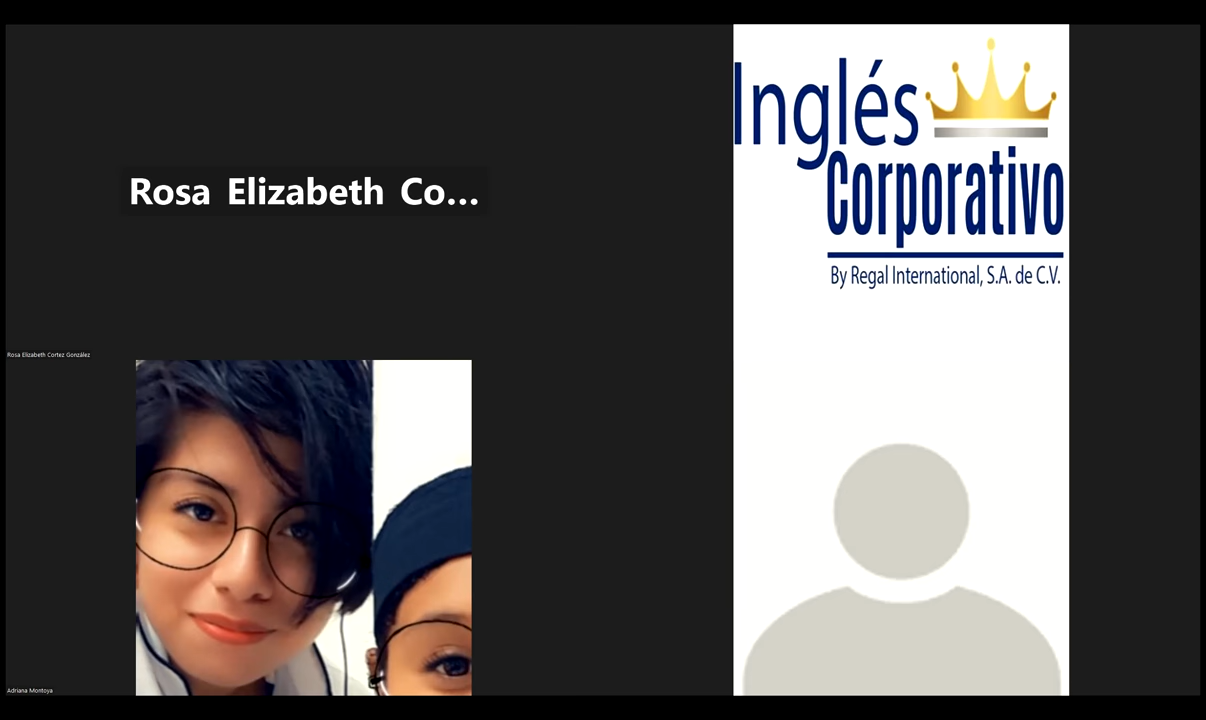 Rosa Elizabeth Co...
Rosa Elizabeth Cortez González
Inglés
Corporativo
By Regal International, S.A. de C.V.
Adriana Montoya